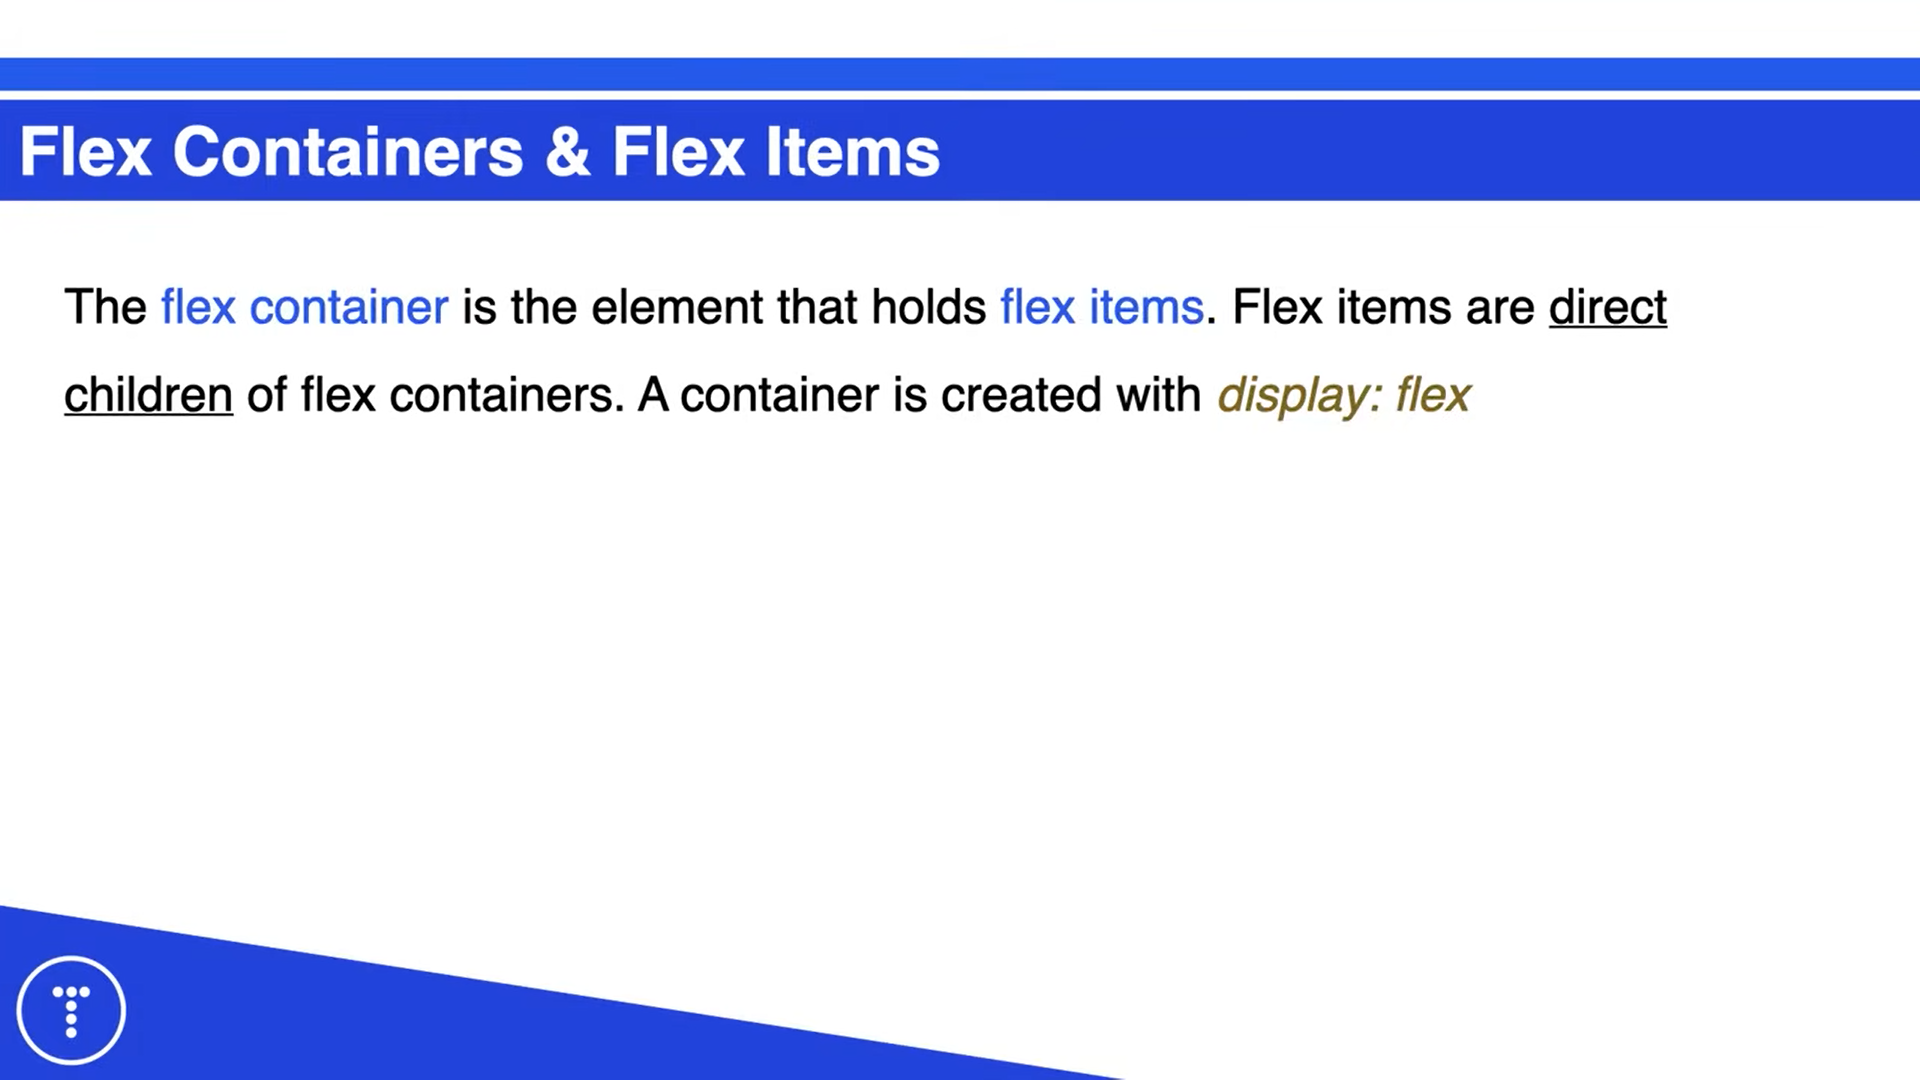 Flex Containers & Flex Items
The flex container is the element that holds flex items. Flex items are direct
children of flex containers. A container is created with display: flex
T